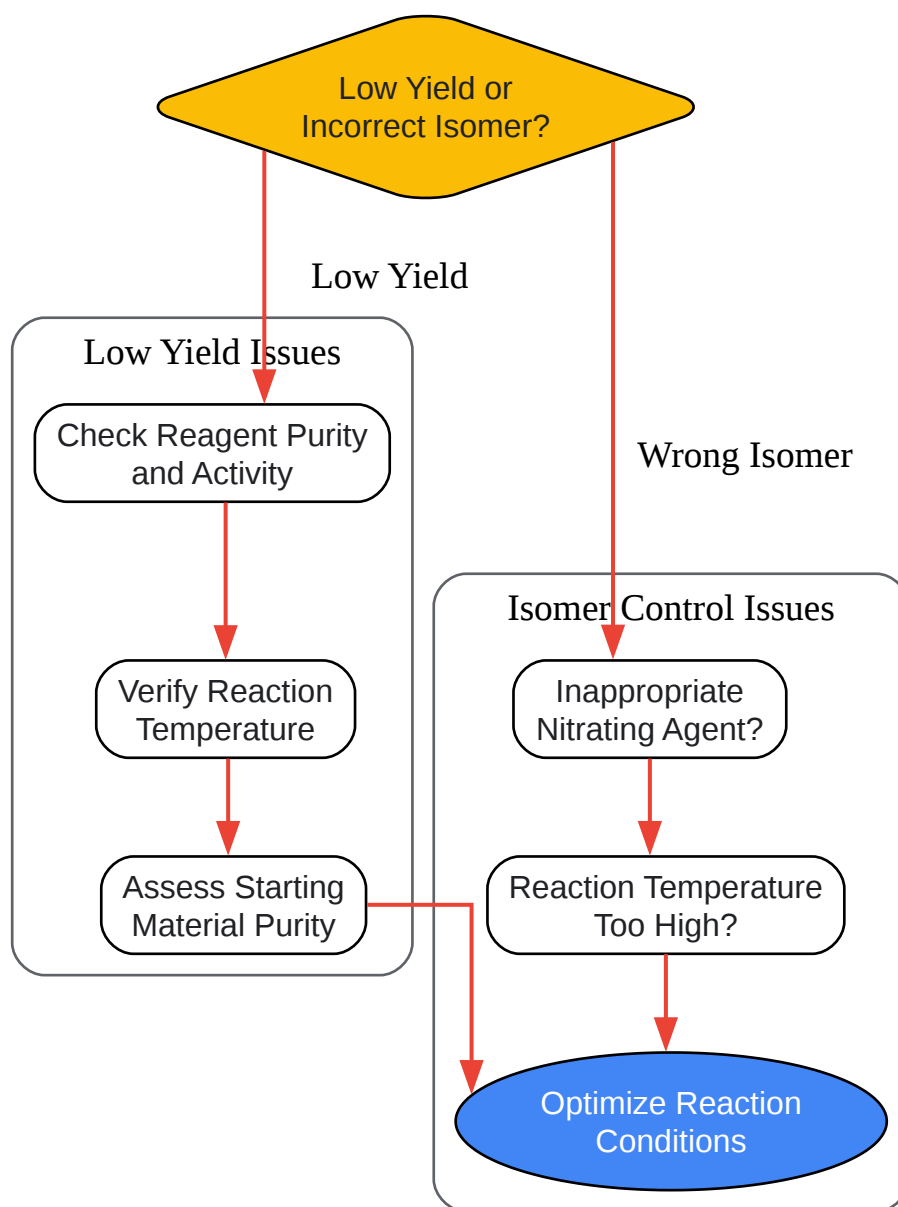 Low Yield or
Incorrect Isomer?
Low Yield
Low Yield Issues
Check Reagent Purity
and Activity
Verify Reaction
Temperature
Assess Starting
Material Purity
Wrong Isomer
Isomer Control Issues
Inappropriate
Nitrating Agent?
Reaction Temperature
Too High?
Optimize Reaction
Conditions